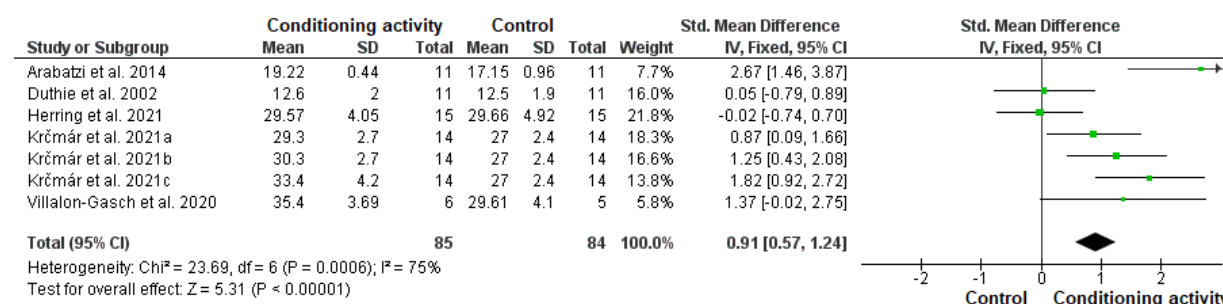 Conditioning activity Control Std. Mean Difference Std. Mean Difference
Study or Subgroup Mean SD Total Mean SD Total Weight IV, Fixed, 95% CI IV, Fixed, 95% CI
Arabatzi et al. 2014 19.22 0.44 11 17.15 0.96 11 7.7% 2.67 [1.46, 3.87]
Duthie et al. 2002 12.6 2 11 12.5 1.9 11 16.0% 0.05 [-0.79, 0.89]
Herring et al. 2021 29.57 4.05 15 29.66 4.92 15 21.8% -0.02 [-0.74, 0.70]
Krčmár et al. 2021a 29.3 2.7 14 27 2.4 14 18.3% 0.87 [0.09, 1.66]
Krčmár et al. 2021b 30.3 2.7 14 27 2.4 14 16.6% 1.25 [0.43, 2.08]
Krčmár et al. 2021c 33.4 4.2 14 27 2.4 14 13.8% 1.82 [0.92, 2.72]
Villalon-Gasch et al. 2020 35.4 3.69 6 29.61 4.1 5 5.8% 1.37 [-0.02, 2.75]
Total (95% CI) 85 84 100.0% 0.91 [0.57, 1.24]
Heterogeneity: Chi² = 23.69, df = 6 (P = 0.0006); I² = 75%
Test for overall effect: Z = 5.31 (P < 0.00001)
-2 -1 0 1 2
Control Conditioning activity